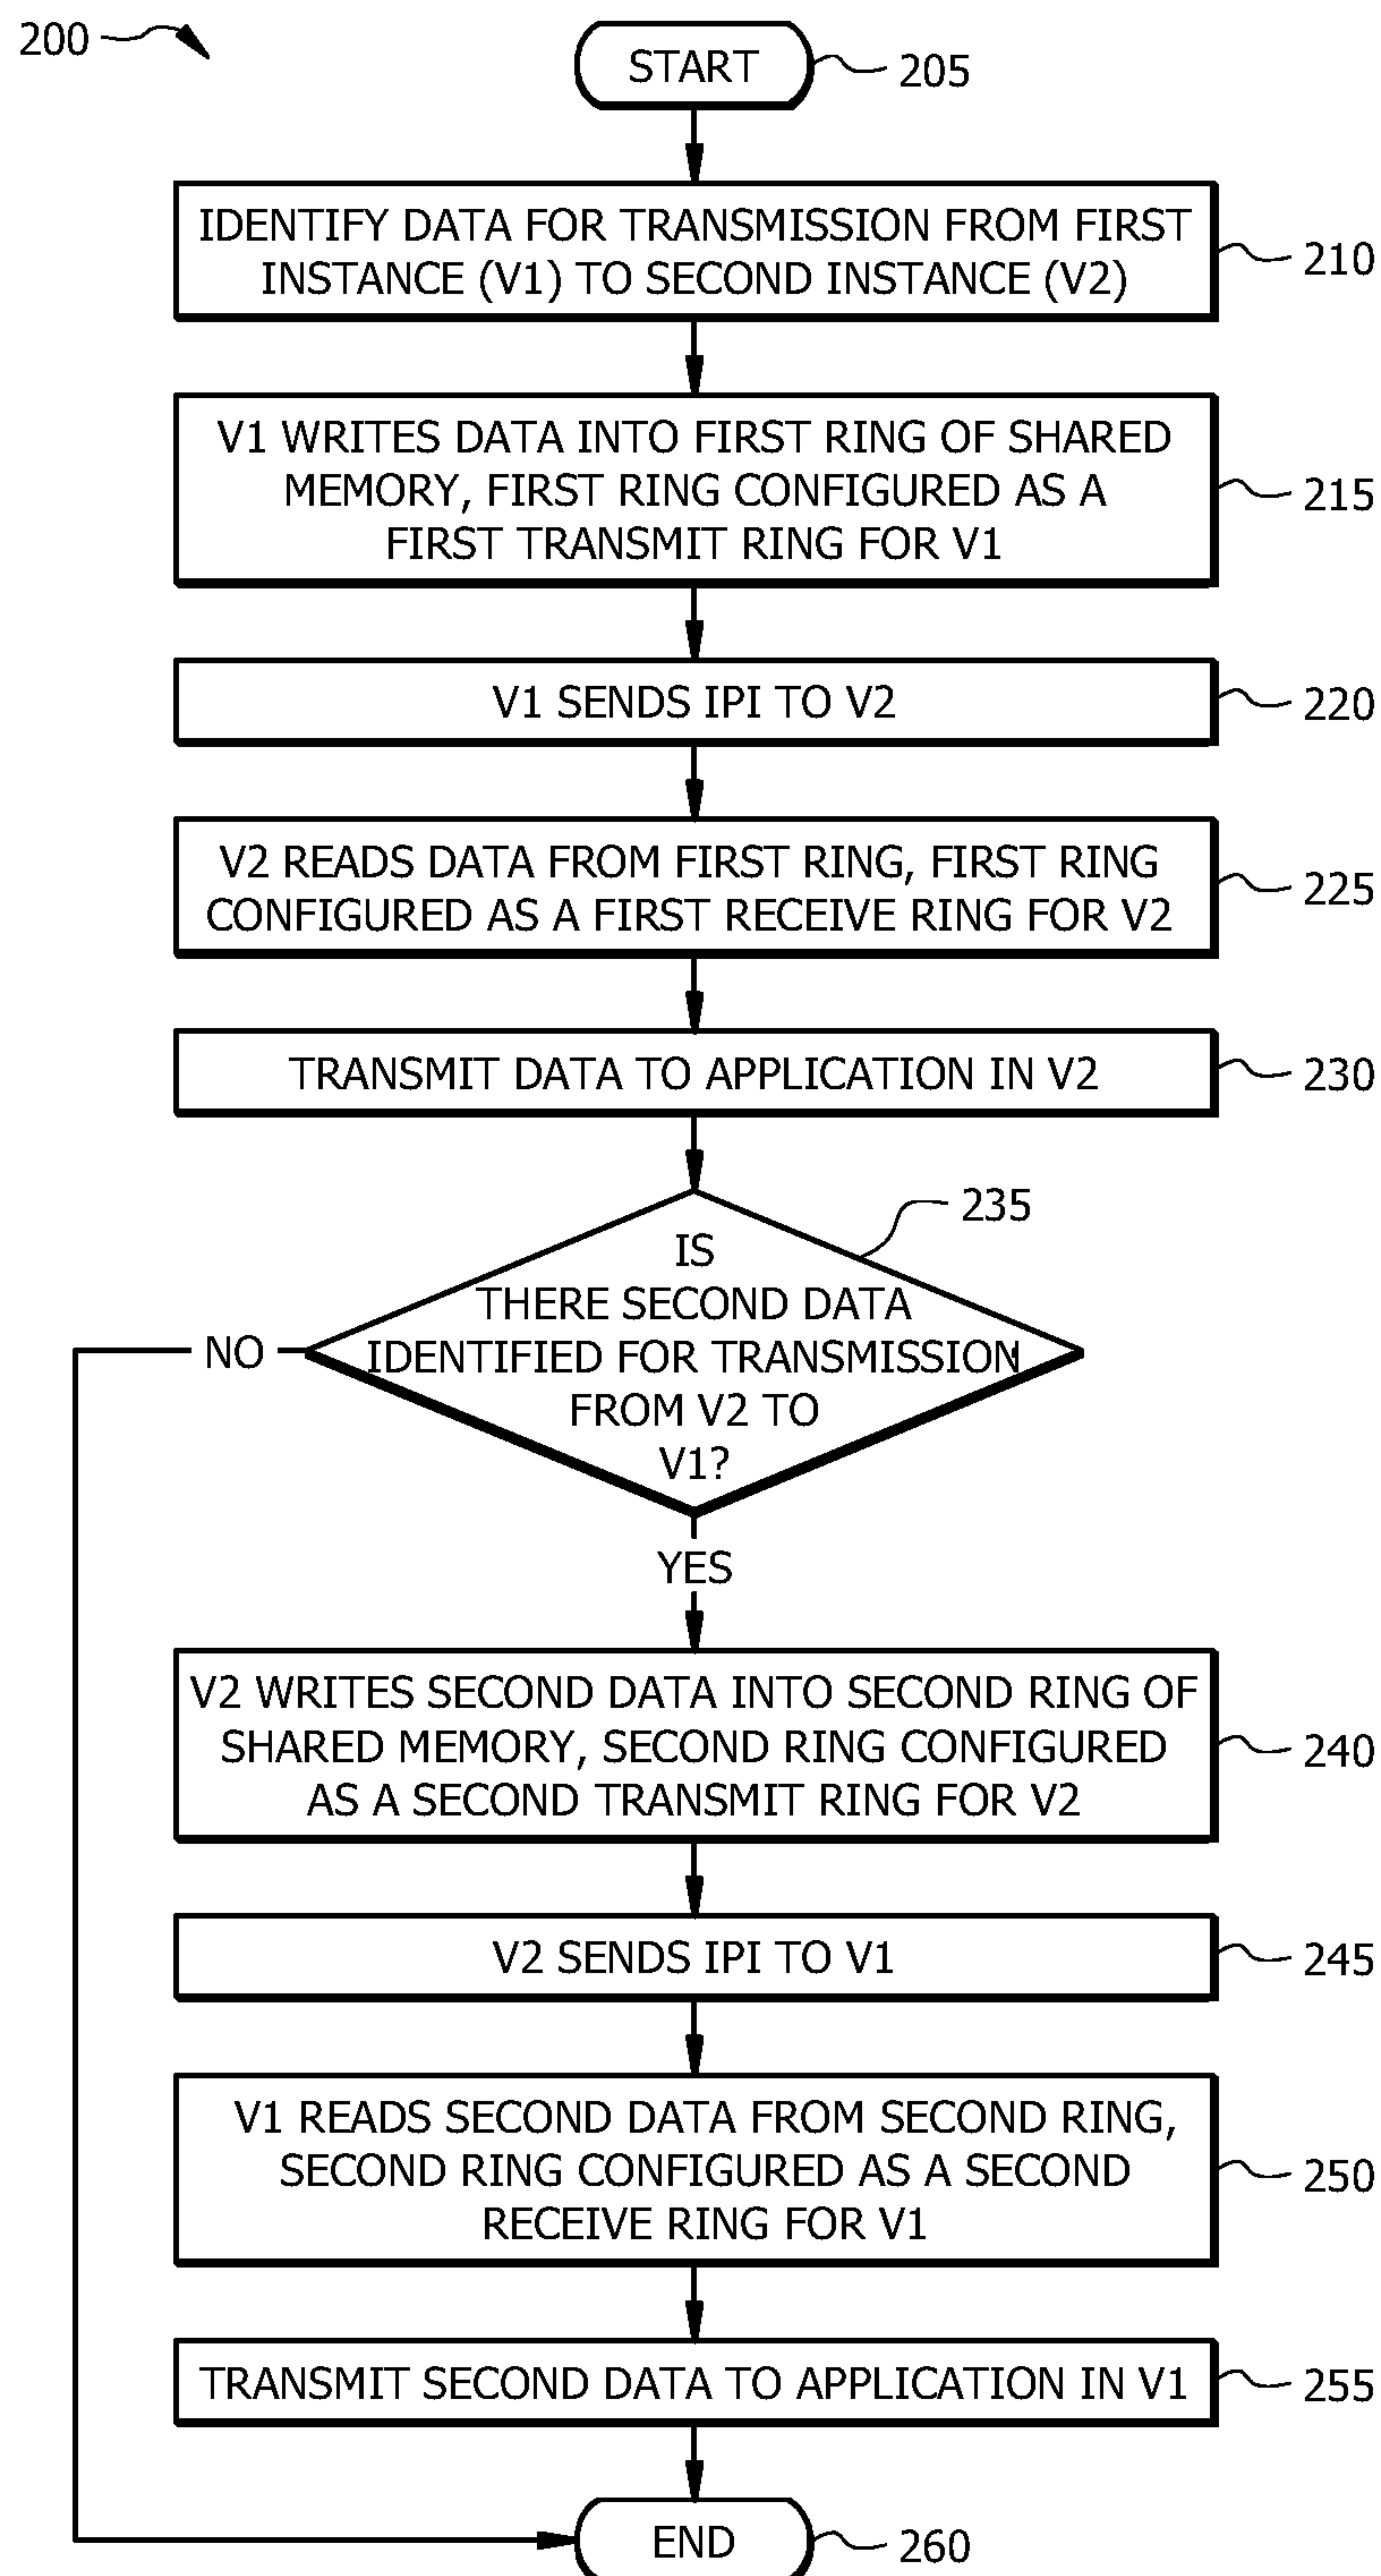 200
START
205
IDENTIFY DATA FOR TRANSMISSION FROM FIRST
INSTANCE (V1) TO SECOND INSTANCE (V2)
210
V1 WRITES DATA INTO FIRST RING OF SHARED
MEMORY, FIRST RING CONFIGURED AS A
FIRST TRANSMIT RING FOR V1
215
V1 SENDS IPI TO V2
220
V2 READS DATA FROM FIRST RING, FIRST RING
CONFIGURED AS A FIRST RECEIVE RING FOR V2
225
TRANSMIT DATA TO APPLICATION IN V2
230
235
IS
THERE SECOND DATA
IDENTIFIED FOR TRANSMISSION
FROM V2 TO
V1?
NO
YES
V2 WRITES SECOND DATA INTO SECOND RING OF
SHARED MEMORY, SECOND RING CONFIGURED
AS A SECOND TRANSMIT RING FOR V2
240
V2 SENDS IPI TO V1
245
V1 READS SECOND DATA FROM SECOND RING,
SECOND RING CONFIGURED AS A SECOND
RECEIVE RING FOR V1
250
TRANSMIT SECOND DATA TO APPLICATION IN V1
255
END
260